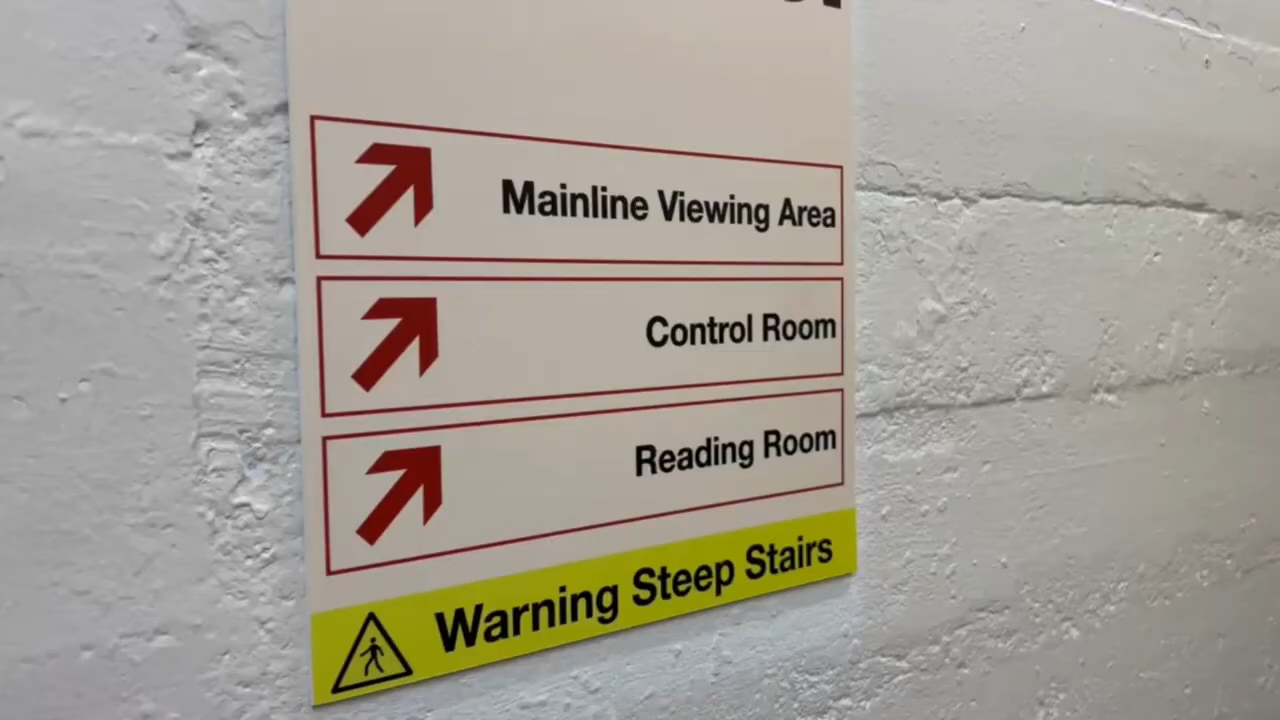 Mainline Viewing Area
Control Room
Reading Room
Warning Steep Stairs